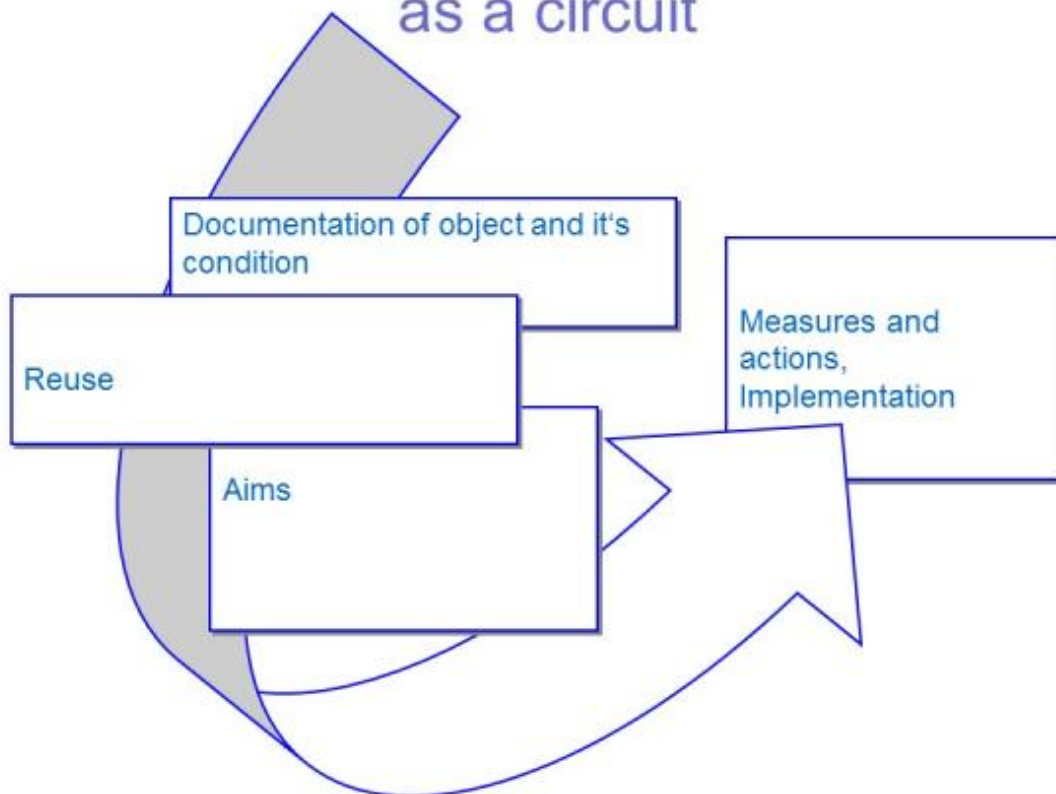 as a circuit
Documentation of object and it‘s
condition
Measures and
actions,
Implementation
Reuse
Aims